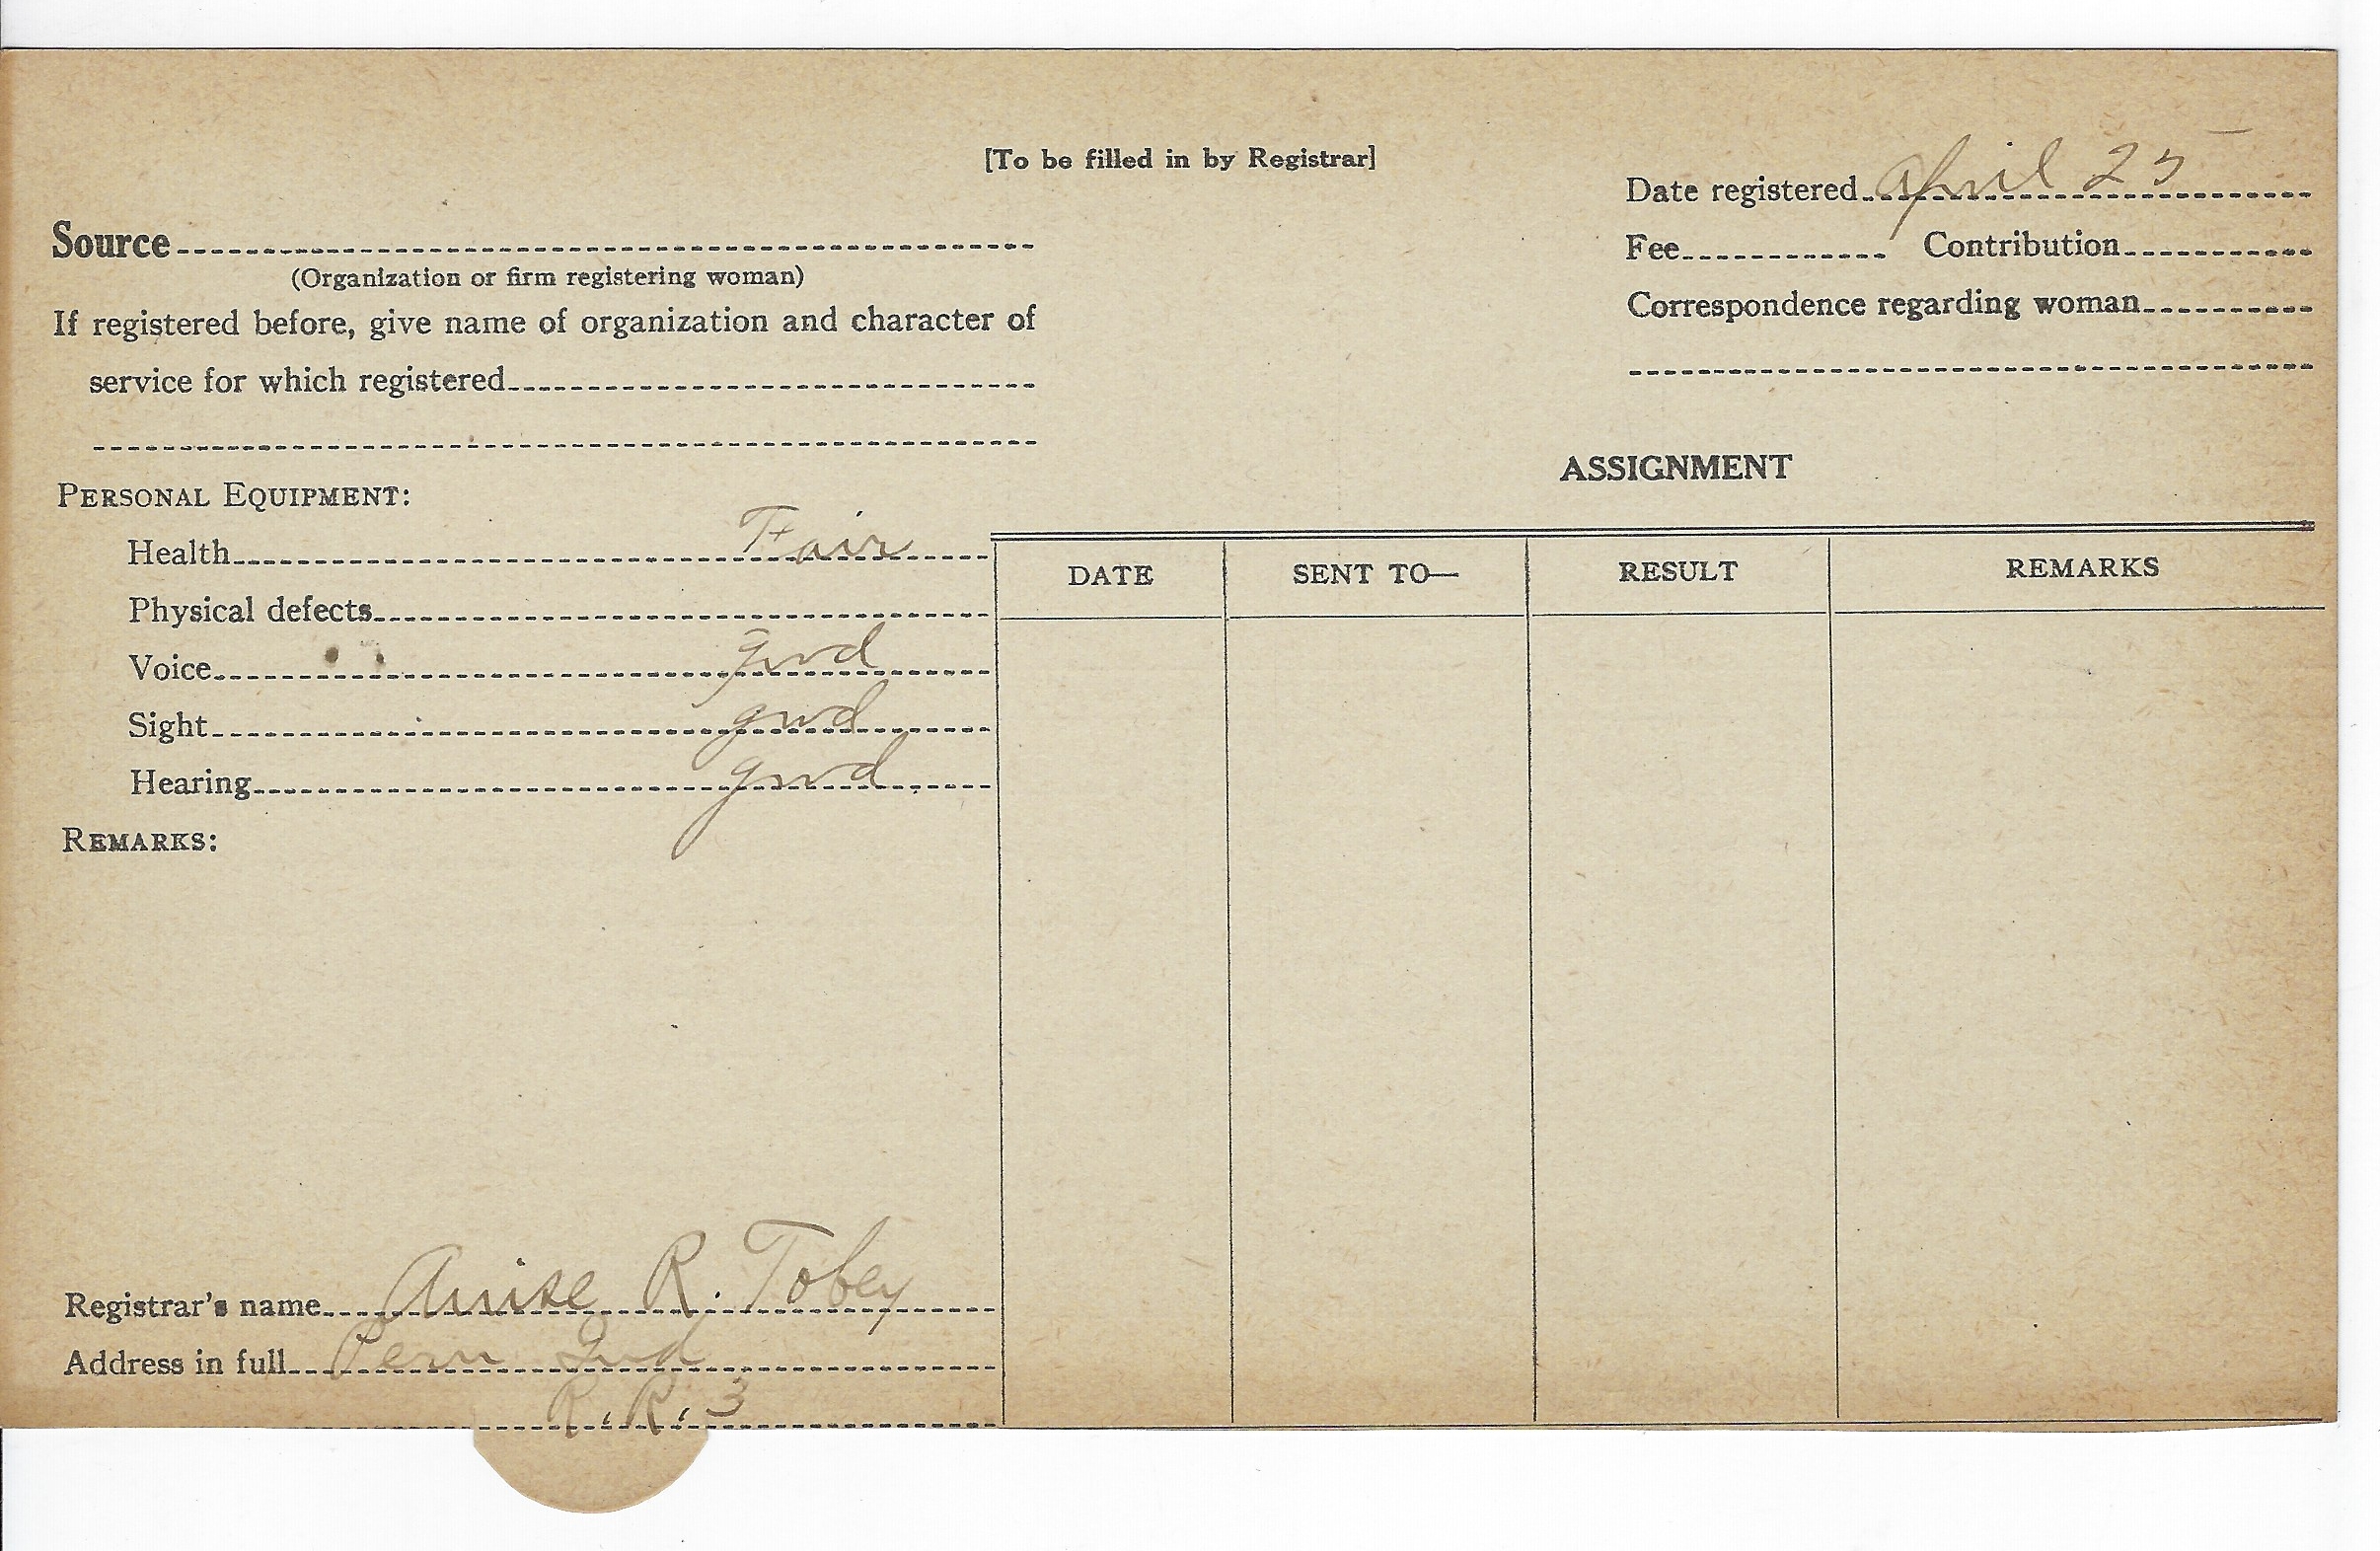 [To be filled in by Registrar]
Date registered April 25
Source
Fee Contribution
(Organization or firm registering woman)
Correspondence regarding woman
If registered before, give name of organization and character of
service for which registered
ASSIGNMENT
PERSONAL EQUIPMENT:
Health Fair
Physical defects
Voice good
Sight good
Hearing good
DATE SENT TO— RESULT REMARKS
REMARKS:
Registrar's name Anise R. Tobey
Address in full Peru Ind
R. R. 3